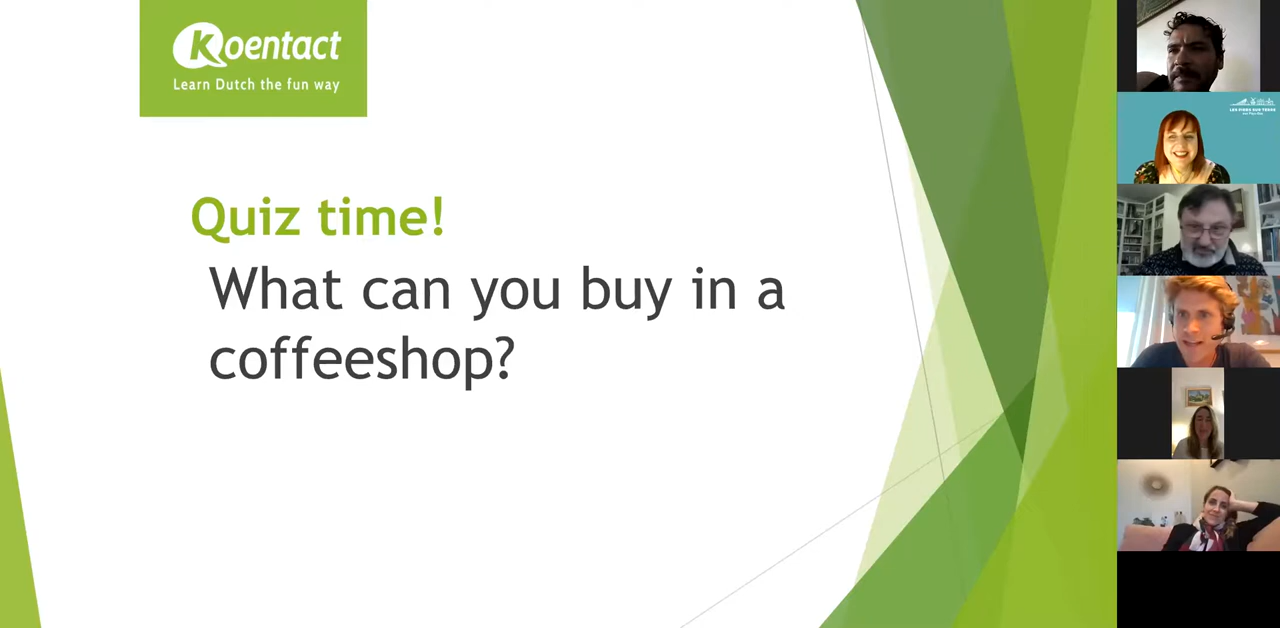 Koentact
Learn Dutch the fun way
Quiz time!
What can you buy in a
coffeeshop?